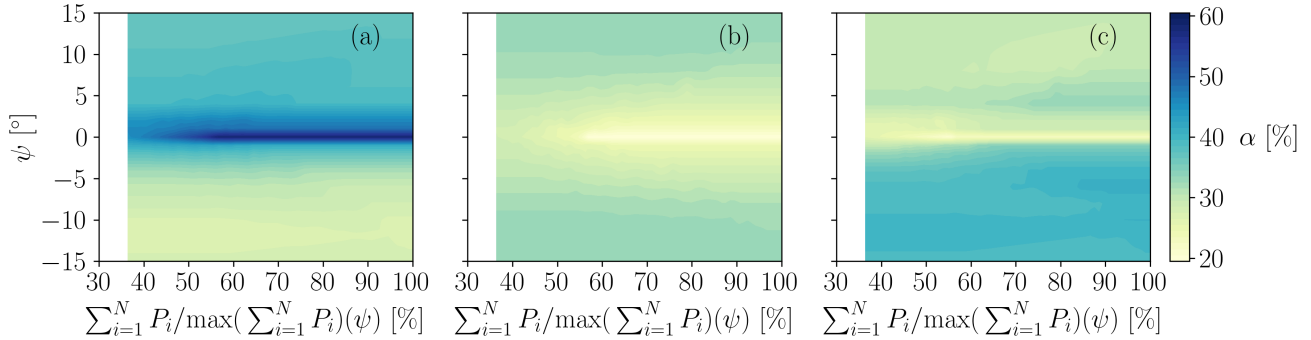 (a) (b) (c)
15
10
5
0
−5
−10
−15
ψ [°]
30 40 50 60 70 80 90 100
30 40 50 60 70 80 90 100
30 40 50 60 70 80 90 100
∑_{i=1}^{N} P_i/max(∑_{i=1}^{N} P_i)(ψ) [%]
∑_{i=1}^{N} P_i/max(∑_{i=1}^{N} P_i)(ψ) [%]
∑_{i=1}^{N} P_i/max(∑_{i=1}^{N} P_i)(ψ) [%]
60
50
40
30
20
α [%]